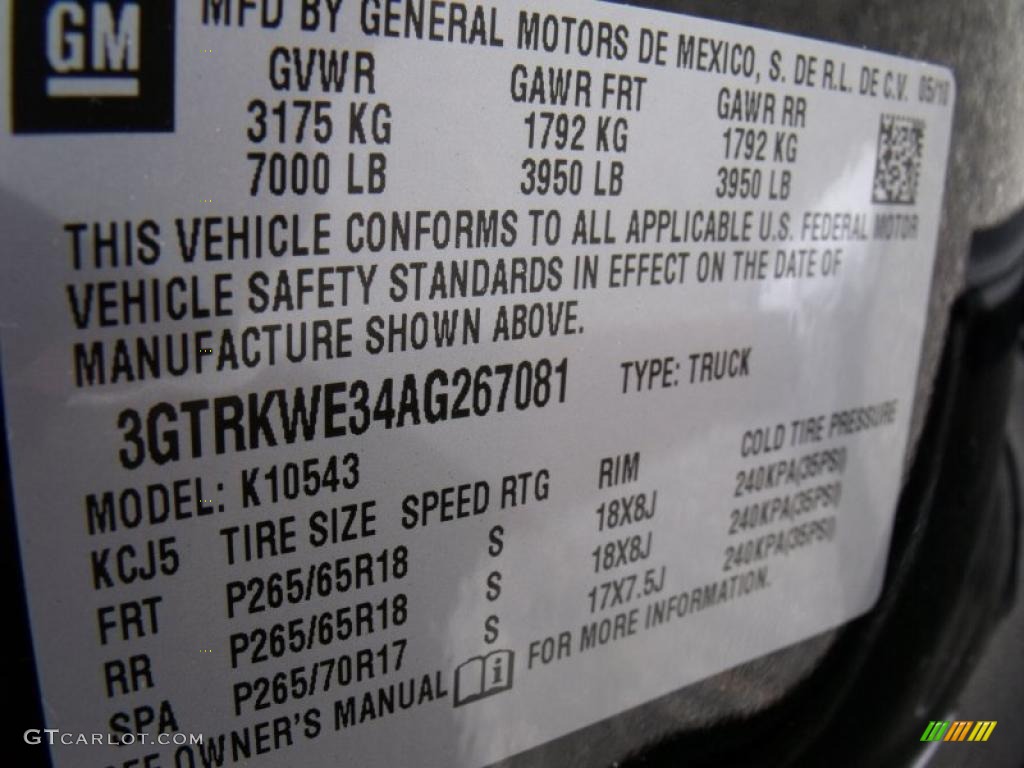 GM
MFD BY GENERAL MOTORS DE MEXICO, S. DE R.L. DE C.V. 05/10
GVWR GAWR FRT GAWR RR
3175 KG 1792 KG 1792 KG
7000 LB 3950 LB 3950 LB
THIS VEHICLE CONFORMS TO ALL APPLICABLE U.S. FEDERAL MOTOR
VEHICLE SAFETY STANDARDS IN EFFECT ON THE DATE OF
MANUFACTURE SHOWN ABOVE.
3GTRKWE34AG267081 TYPE: TRUCK
MODEL: K10543
KCJ5 TIRE SIZE SPEED RTG RIM COLD TIRE PRESSURE
FRT P265/65R18 S 18X8J 240KPA(35PSI)
RR P265/65R18 S 18X8J 240KPA(35PSI)
SPA P265/70R17 S 17X7.5J 240KPA(35PSI)
SEE OWNER'S MANUAL i FOR MORE INFORMATION.
GTCARLOT.COM